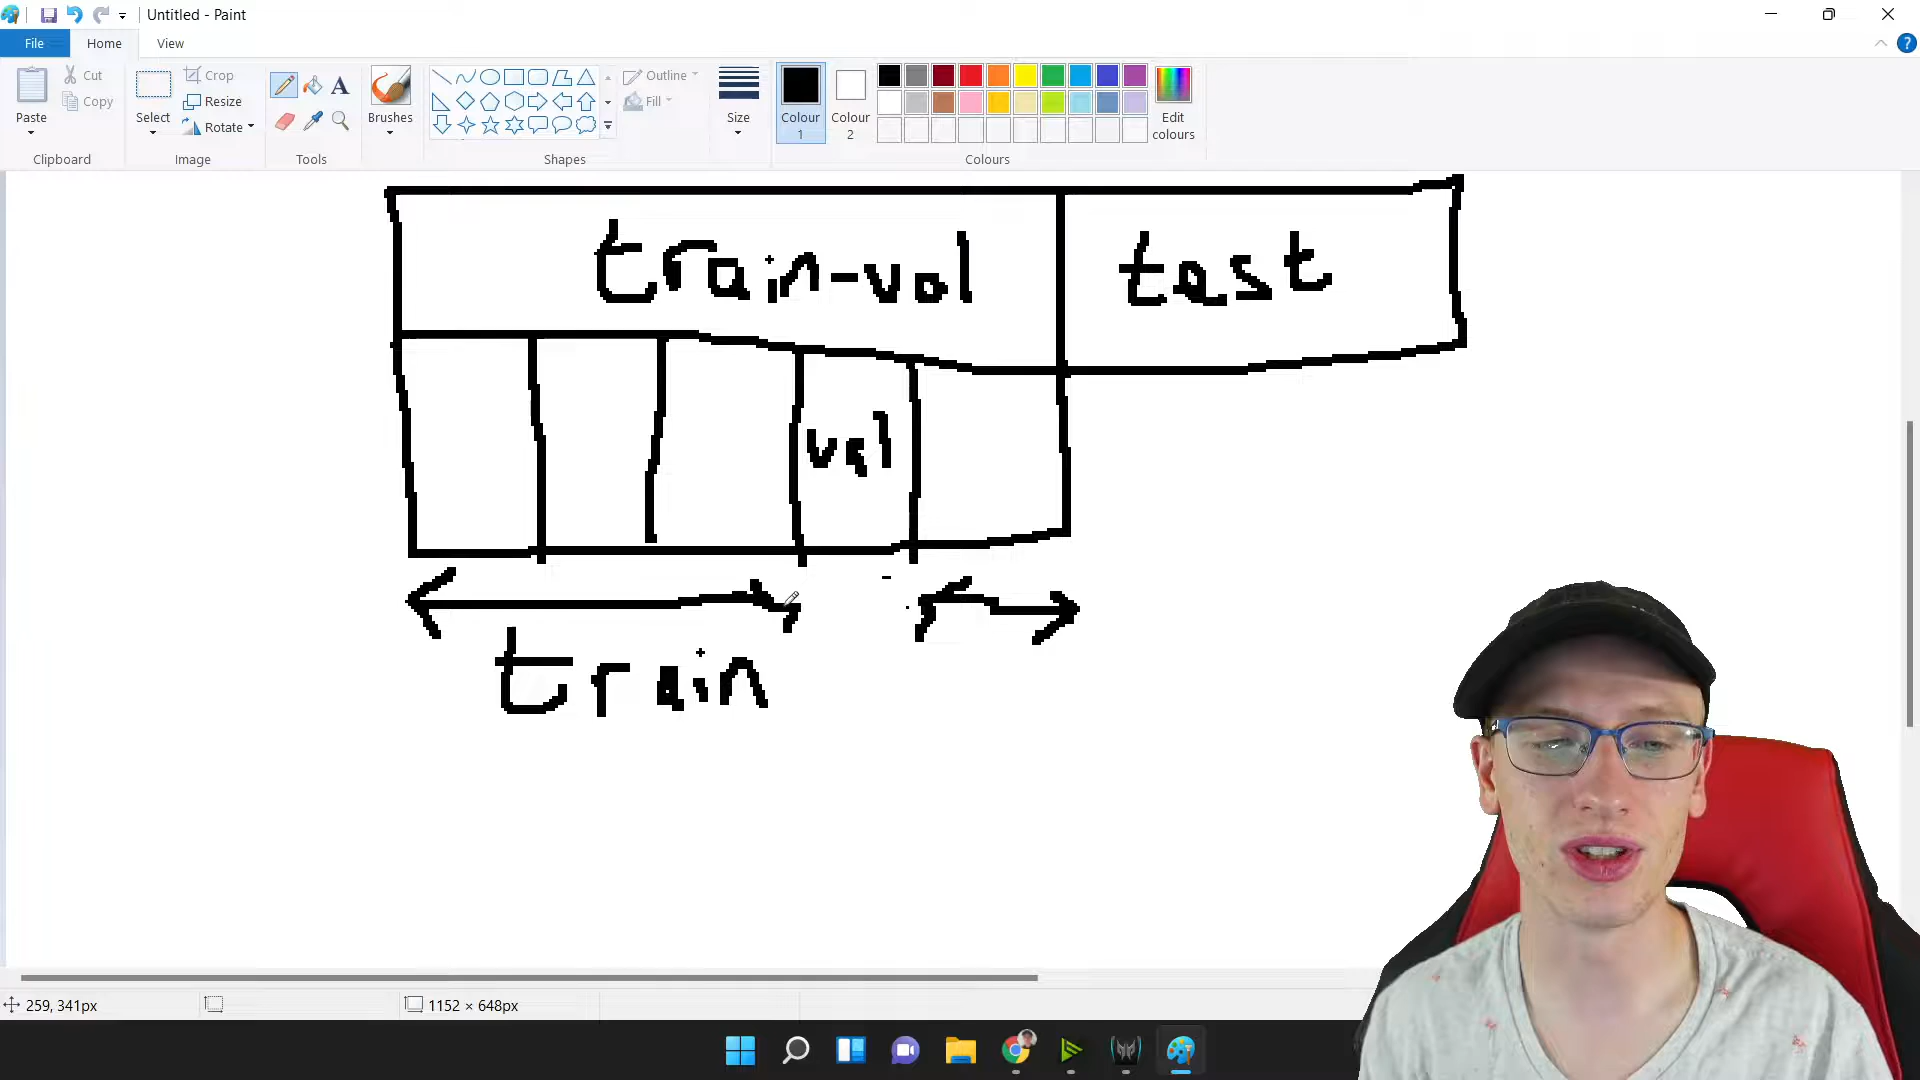 Untitled - Paint
File Home View
Cut
Copy
Paste
Clipboard
Crop
Resize
Rotate
Select
Image
Tools
Brushes
Outline
Fill
Shapes
Size
Colour 1
Colour 2
Edit colours
Colours
train-val test
val
train
259, 341px
1152 × 648px